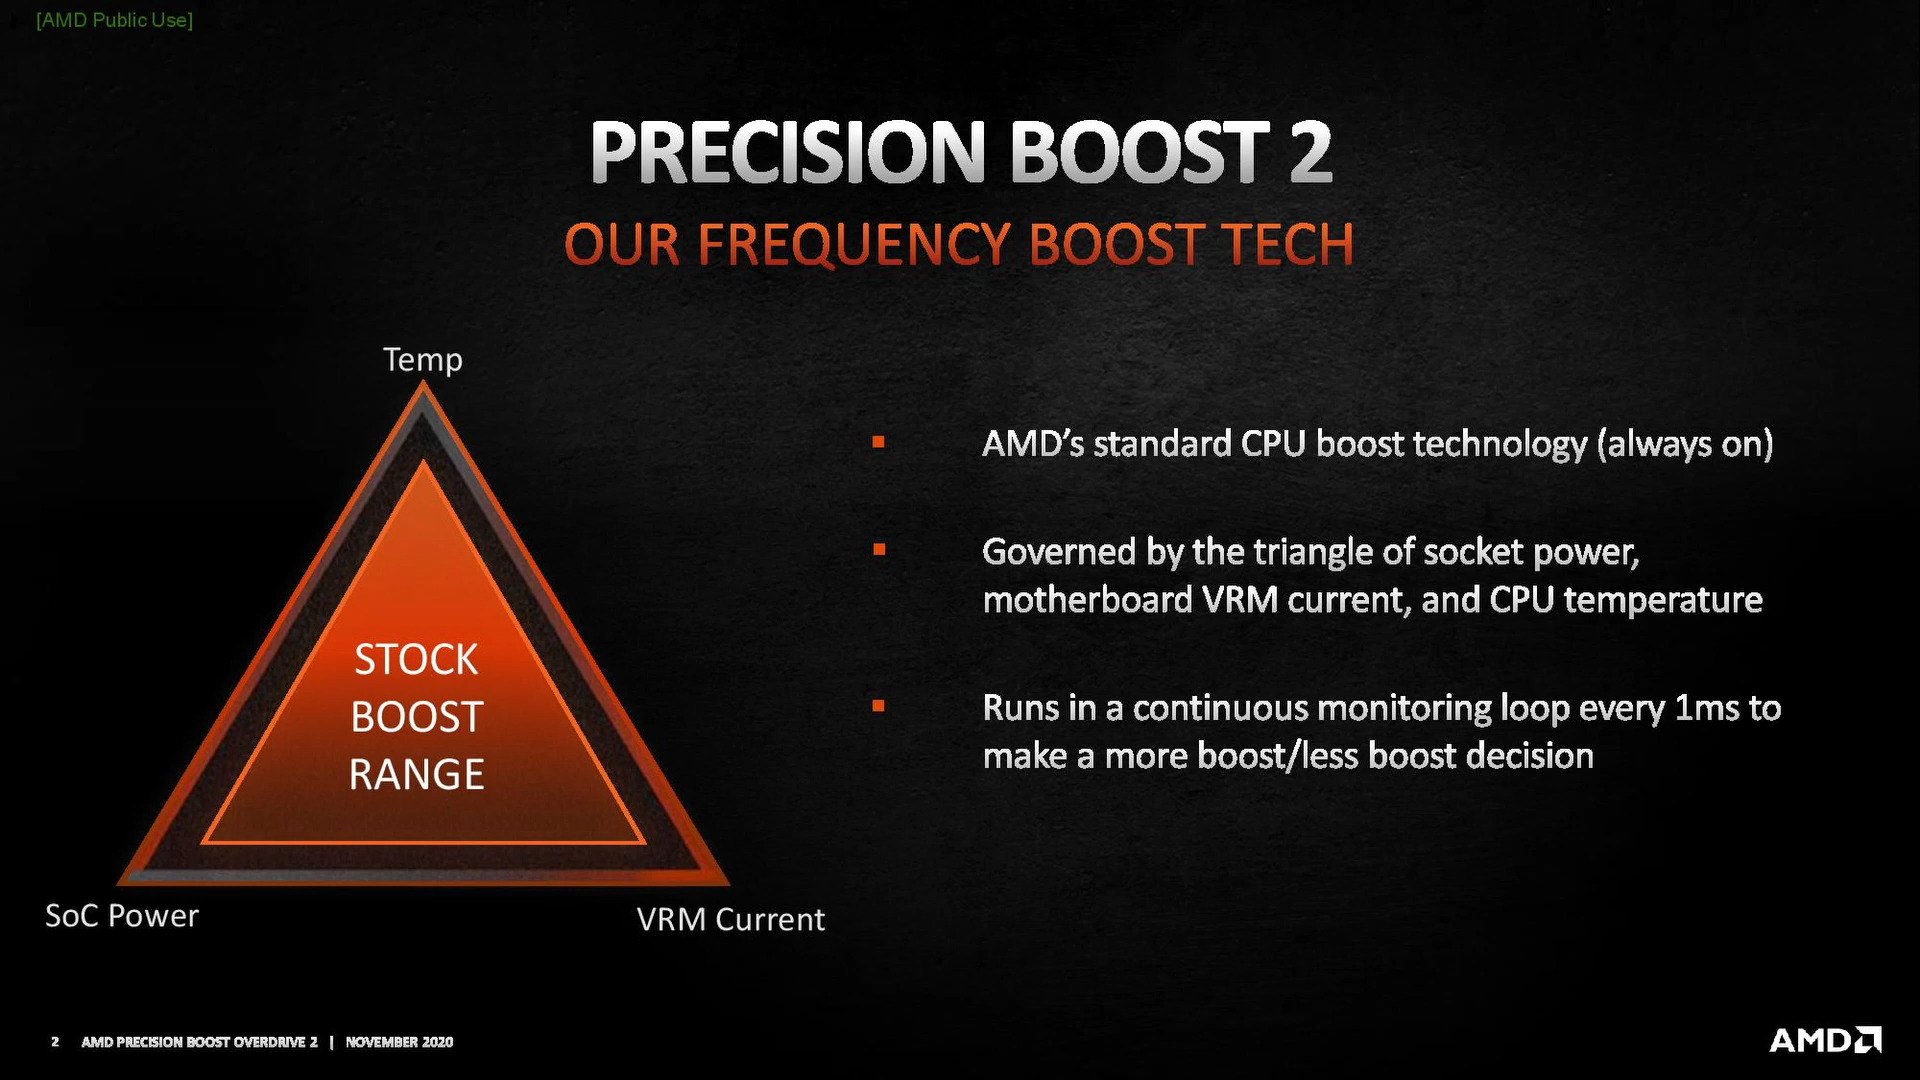 [AMD Public Use]
PRECISION BOOST 2
OUR FREQUENCY BOOST TECH
Temp
STOCK
BOOST
RANGE
SoC Power
VRM Current
▪ AMD’s standard CPU boost technology (always on)
▪ Governed by the triangle of socket power,
motherboard VRM current, and CPU temperature
▪ Runs in a continuous monitoring loop every 1ms to
make a more boost/less boost decision
2 AMD PRECISION BOOST OVERDRIVE 2 | NOVEMBER 2020
AMD